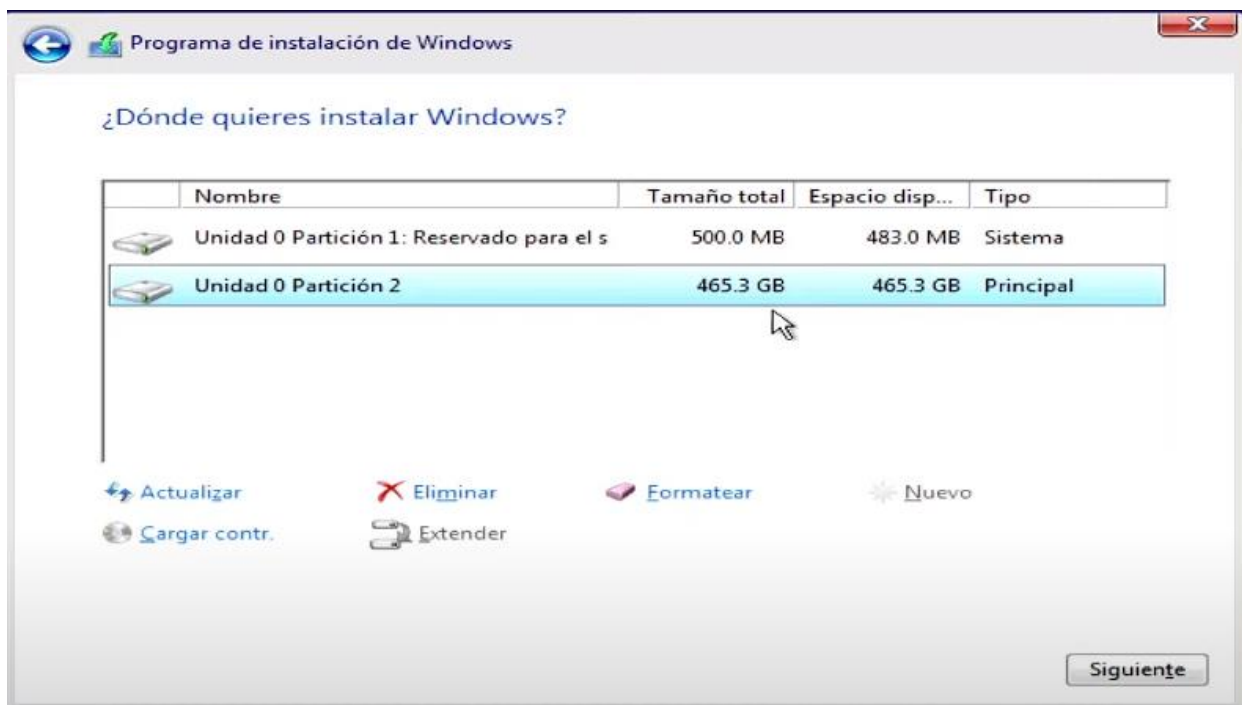 Programa de instalación de Windows
¿Dónde quieres instalar Windows?
Nombre Tamaño total Espacio disp... Tipo
Unidad 0 Partición 1: Reservado para el s 500.0 MB 483.0 MB Sistema
Unidad 0 Partición 2 465.3 GB 465.3 GB Principal
Actualizar Eliminar Formatear Nuevo
Cargar contr. Extender
Siguiente